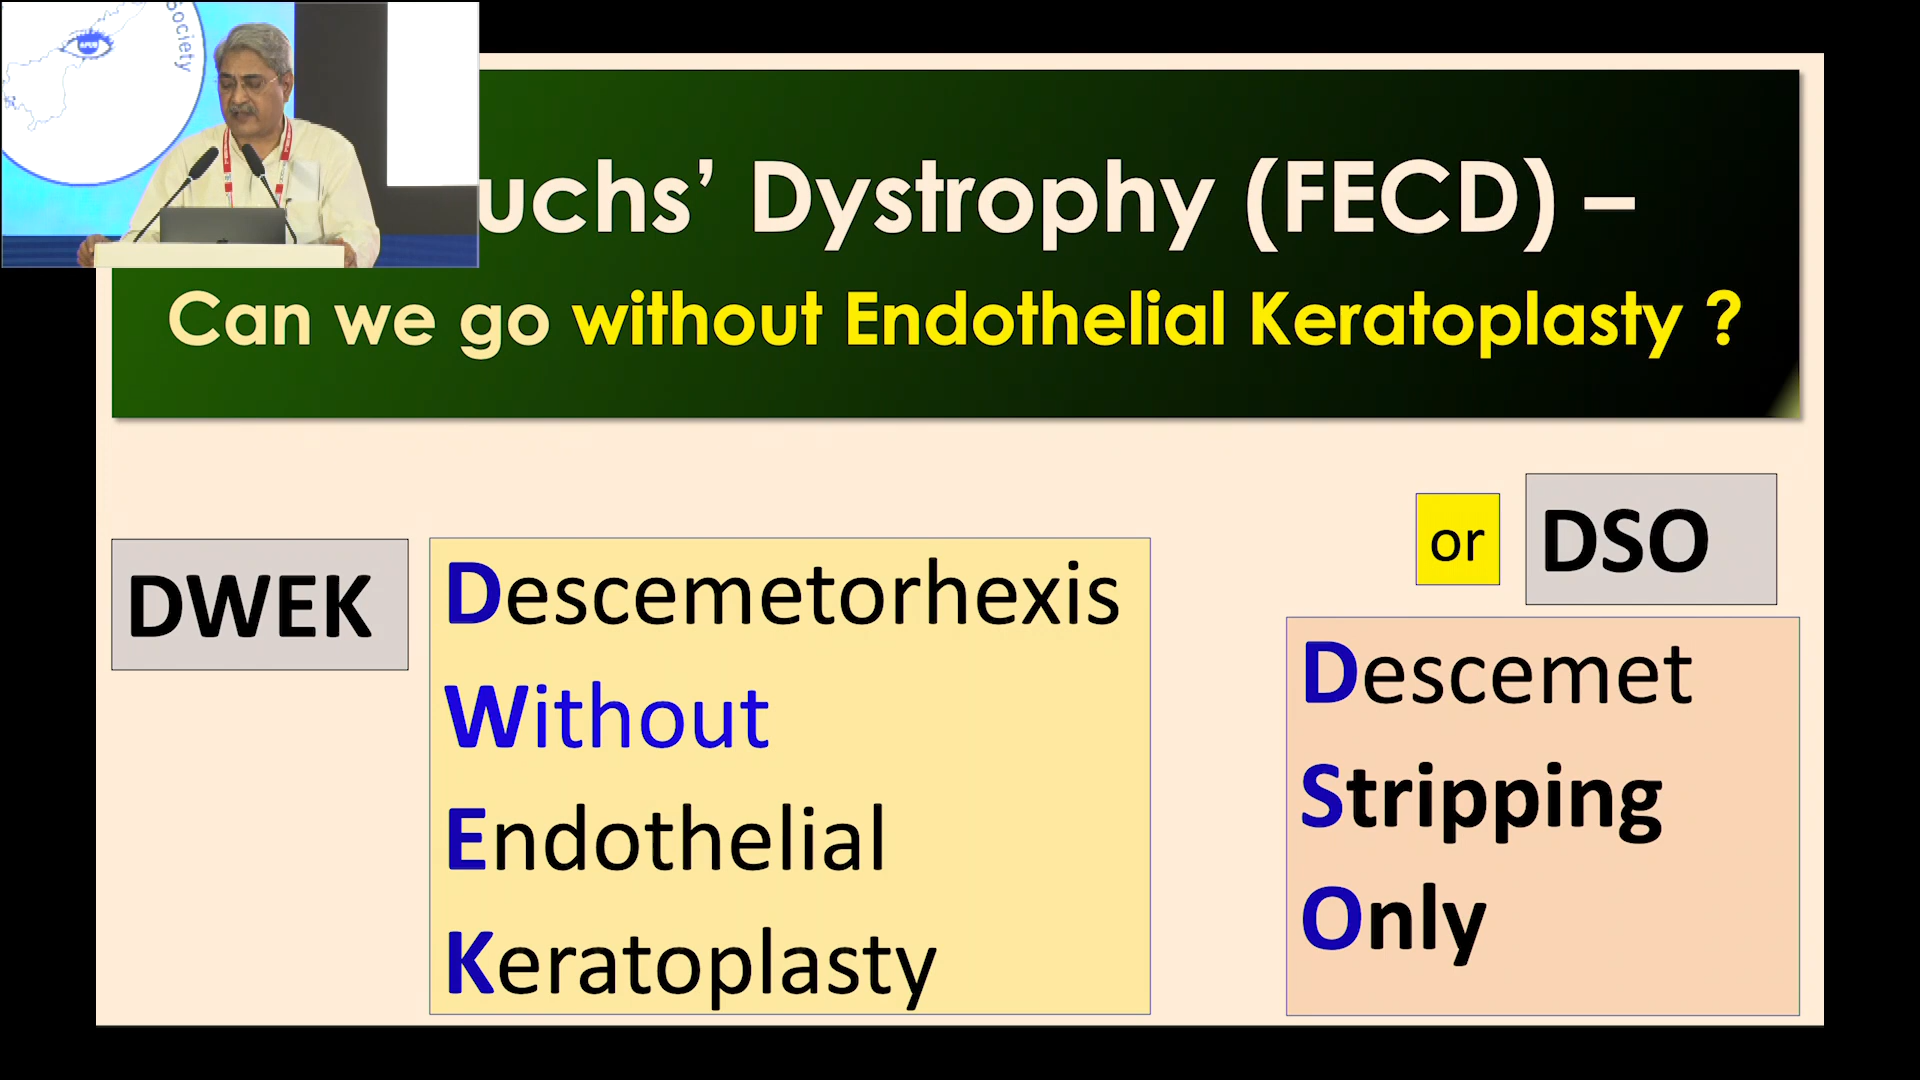 Society
uchs’ Dystrophy (FECD) –
Can we go without Endothelial Keratoplasty ?
DWEK
Descemetorhexis
Without
Endothelial
Keratoplasty
or
DSO
Descemet
Stripping
Only